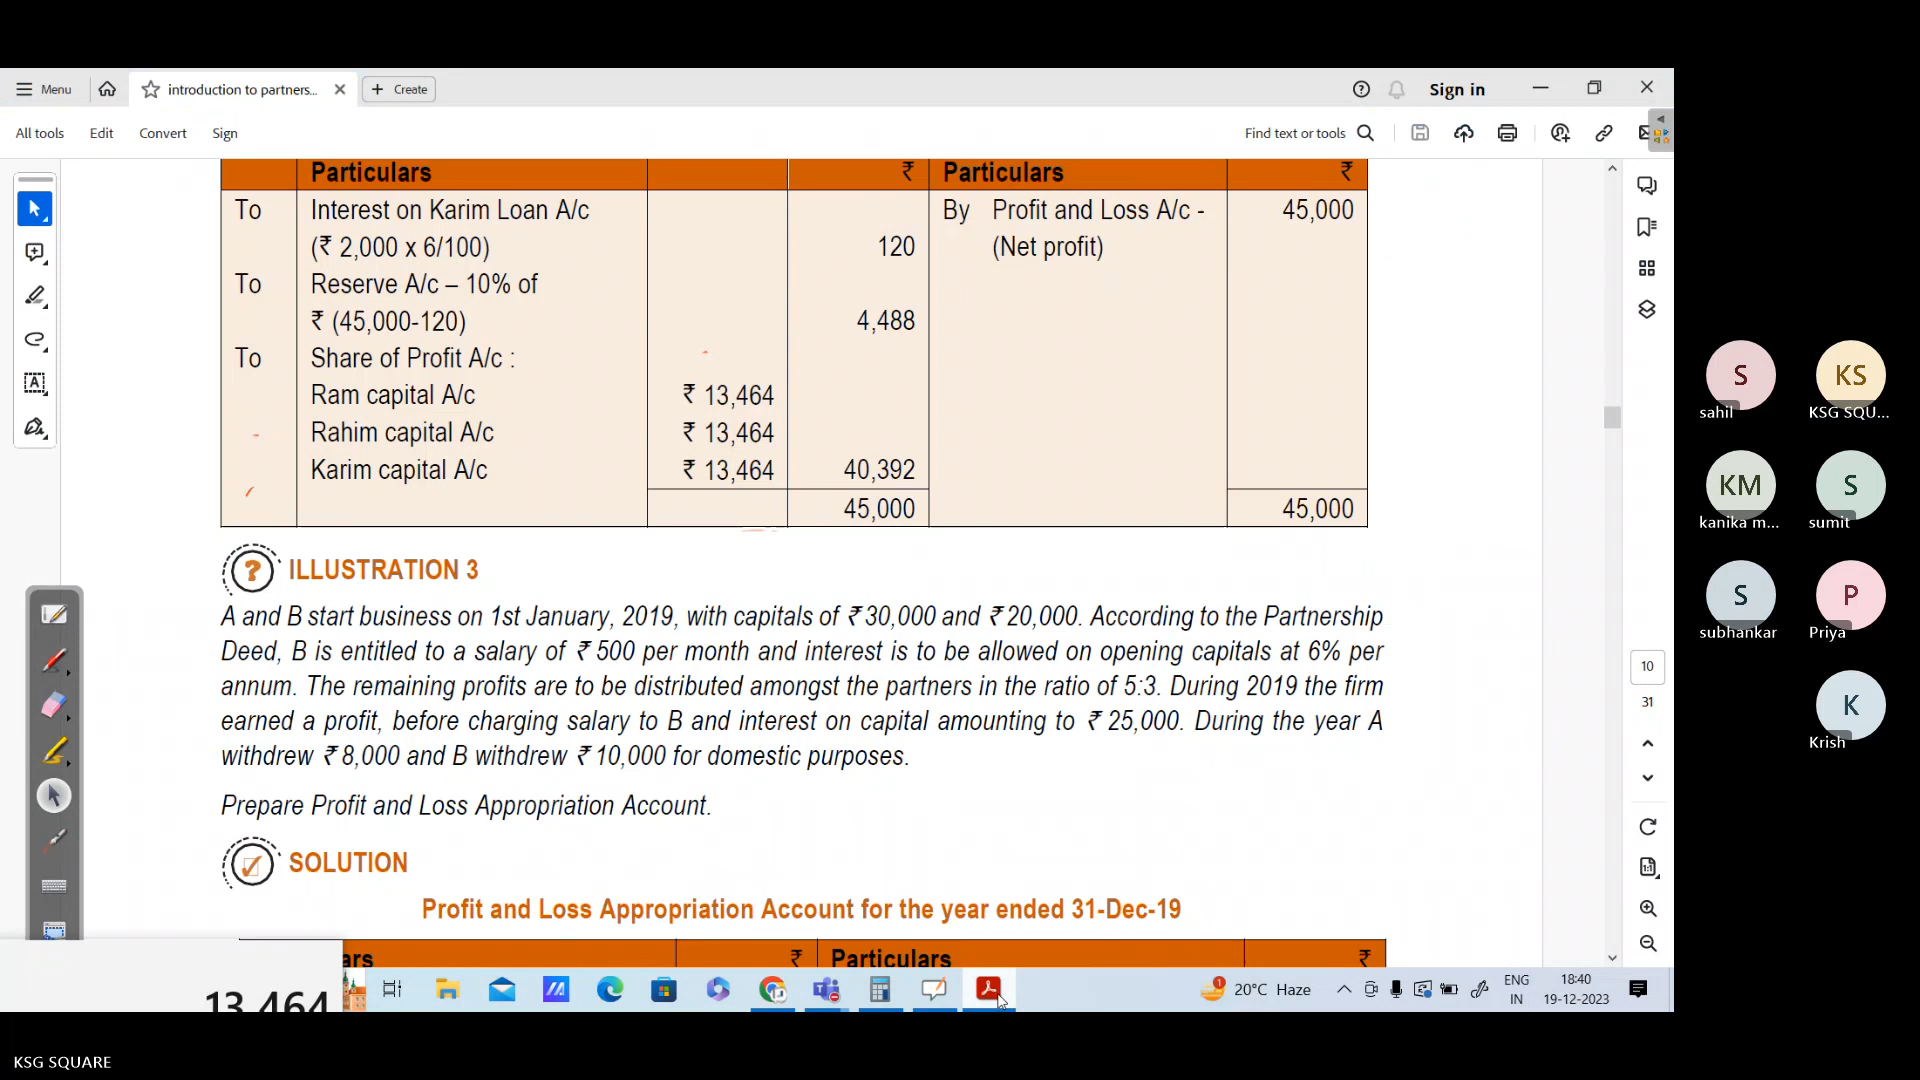 Menu
introduction to partners...
Create
Sign in
All tools
Edit
Convert
Sign
Find text or tools
Particulars ₹ Particulars ₹
To Interest on Karim Loan A/c By Profit and Loss A/c - 45,000
(₹ 2,000 x 6/100) 120 (Net profit)
To Reserve A/c – 10% of
₹ (45,000-120) 4,488
To Share of Profit A/c :
Ram capital A/c ₹ 13,464
Rahim capital A/c ₹ 13,464
Karim capital A/c ₹ 13,464 40,392
45,000 45,000
? ILLUSTRATION 3
A and B start business on 1st January, 2019, with capitals of ₹ 30,000 and ₹ 20,000. According to the Partnership
Deed, B is entitled to a salary of ₹ 500 per month and interest is to be allowed on opening capitals at 6% per
annum. The remaining profits are to be distributed amongst the partners in the ratio of 5:3. During 2019 the firm
earned a profit, before charging salary to B and interest on capital amounting to ₹ 25,000. During the year A
withdrew ₹ 8,000 and B withdrew ₹ 10,000 for domestic purposes.
Prepare Profit and Loss Appropriation Account.
SOLUTION
Profit and Loss Appropriation Account for the year ended 31-Dec-19
ars ₹ Particulars ₹
13,464
10
31
1:1
S KS
sahil KSG SQU...
KM S
kanika m... sumit
S P
subhankar Priya
K
Krish
1
20°C Haze
ENG
IN
18:40
19-12-2023
KSG SQUARE